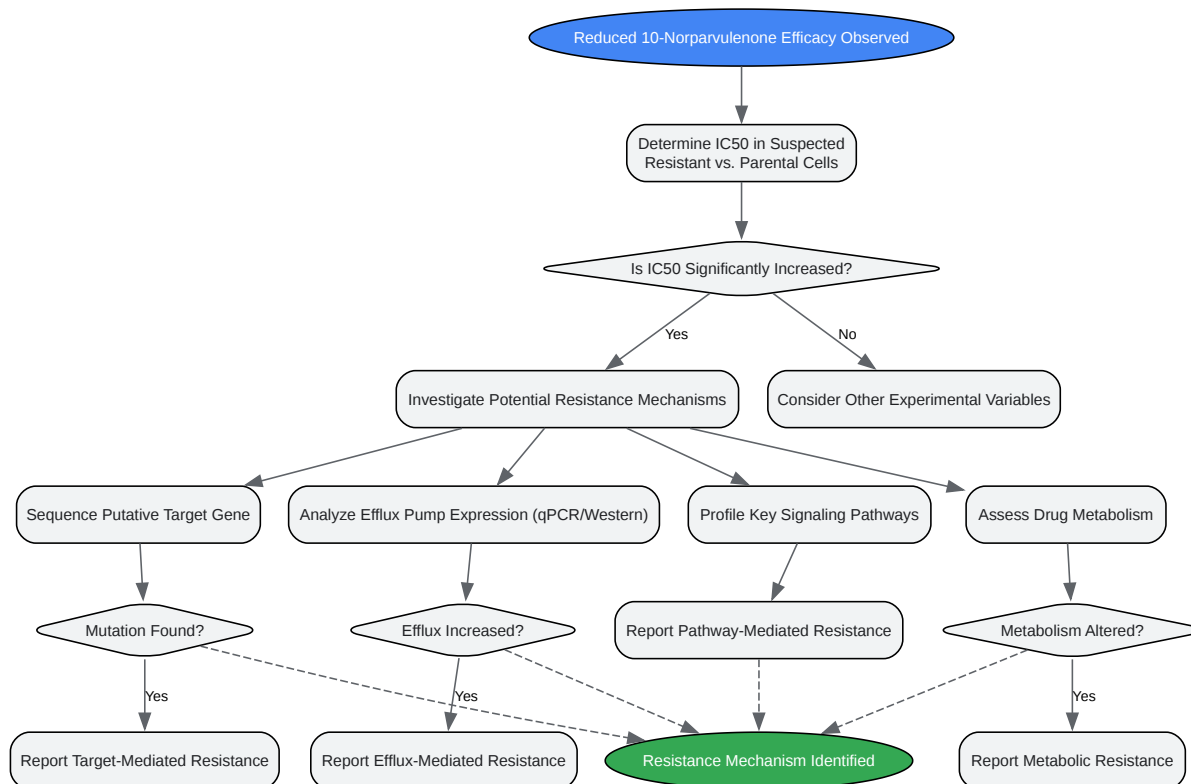 Reduced 10-Norparvulenone Efficacy Observed
Determine IC50 in Suspected
Resistant vs. Parental Cells
Is IC50 Significantly Increased?
Yes
No
Investigate Potential Resistance Mechanisms
Consider Other Experimental Variables
Sequence Putative Target Gene
Analyze Efflux Pump Expression (qPCR/Western)
Profile Key Signaling Pathways
Assess Drug Metabolism
Mutation Found?
Efflux Increased?
Report Pathway-Mediated Resistance
Metabolism Altered?
Yes
Yes
Yes
Report Target-Mediated Resistance
Report Efflux-Mediated Resistance
Resistance Mechanism Identified
Report Metabolic Resistance